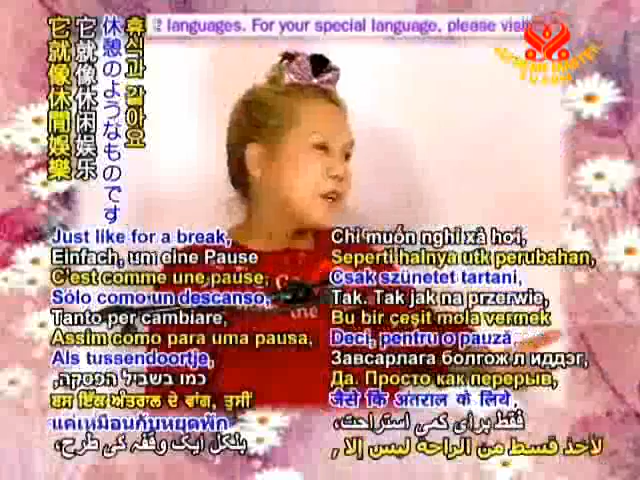 languages. For your special language, please visit
휴식과 같아요
休憩のようなものです
它就像休闲娱乐
它就像休閒娛樂
Just like for a break,
Einfach, um eine Pause
C'est comme une pause,
Sólo como un descanso,
Tanto per cambiare,
Assim como para uma pausa,
Als tussendoortje,
כמו בשביל הפסקה,
ਬਸ ਇੱਕ ਅੰਤਰਾਲ ਦੇ ਵਾਂਗ, ਤੁਸੀਂ
แค่เหมือนกับหยุดพัก
بلکل ایک وقفہ کی طرح،
Chỉ muốn nghỉ xả hơi,
Seperti halnya utk perubahan,
Csak szünetet tartani,
Tak. Tak jak na przerwie,
Bu bir çeşit mola vermek
Deci, pentru o pauză
Завсарлага болгож л иддэг,
Да. Просто как перерыв,
जैसे कि अंतराल के लिये,
فقط برای کمی استراحت،
لأخذ قسط من الراحة ليس إلا ,